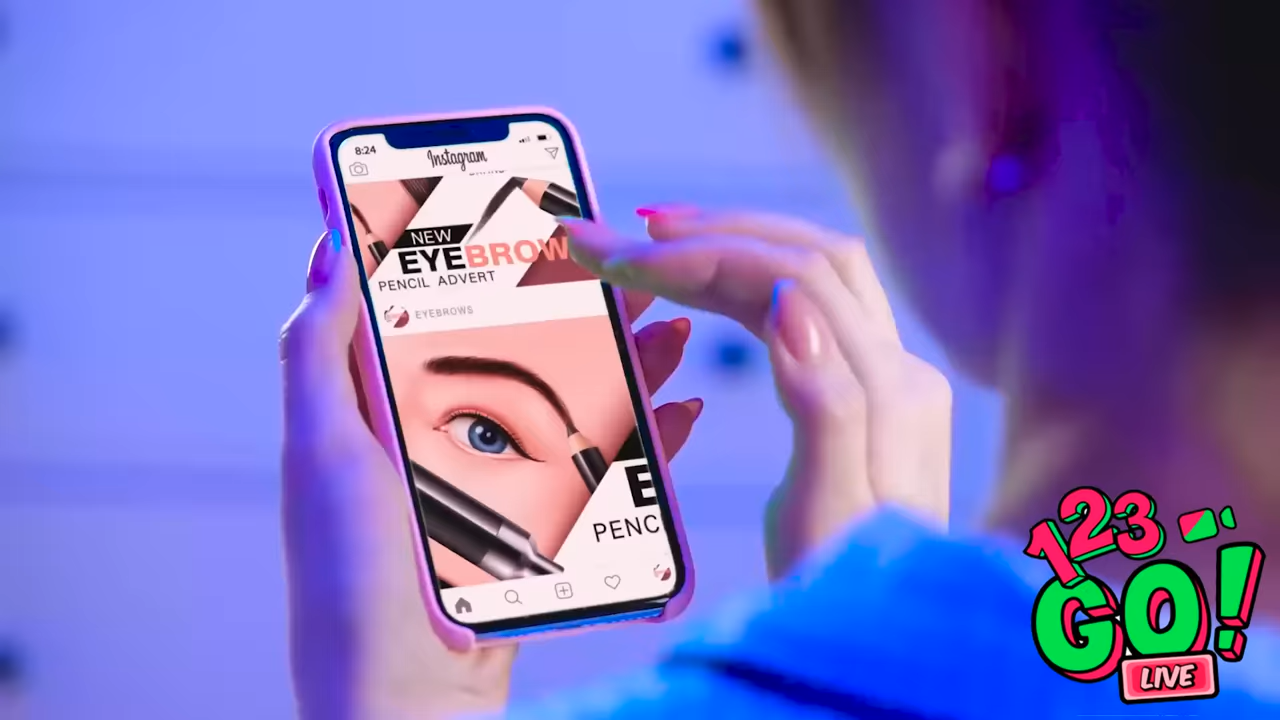 8:24
Instagram
NEW
EYEBROW
PENCIL ADVERT
EYEBROWS
E
PENC
123
GO!
LIVE